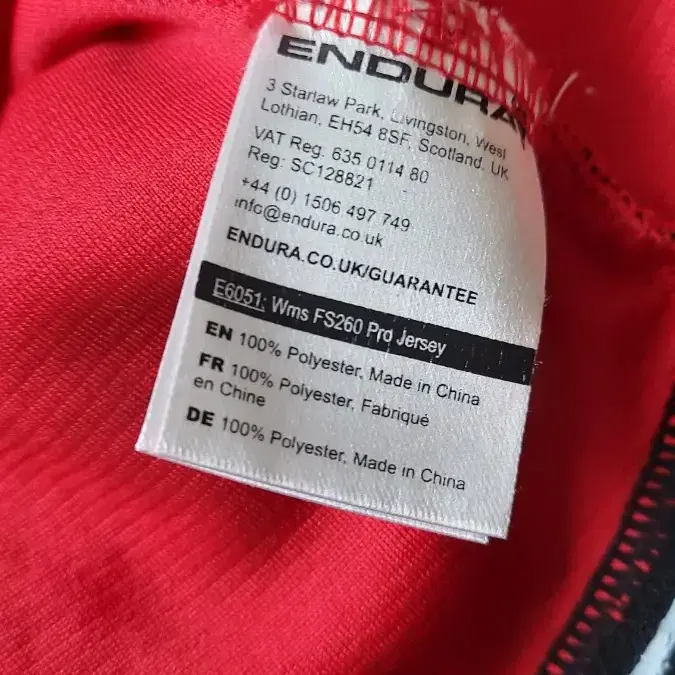 ENDURA
3 Starlaw Park, Livingston, West
Lothian, EH54 8SF, Scotland. UK
VAT Reg: 635 0114 80
Reg: SC128821
+44 (0) 1506 497 749
info@endura.co.uk
ENDURA.CO.UK/GUARANTEE
E6051: Wms FS260 Pro Jersey
EN 100% Polyester, Made in China
FR 100% Polyester, Fabriqué
en Chine
DE 100% Polyester, Made in China